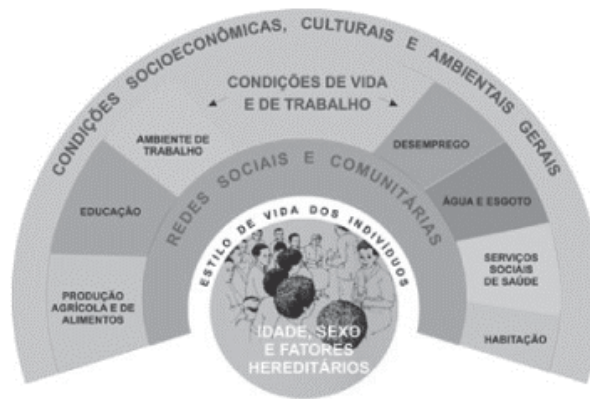 CONDIÇÕES SOCIOECONÔMICAS, CULTURAIS E AMBIENTAIS GERAIS
CONDIÇÕES DE VIDA
E DE TRABALHO
AMBIENTE DE
TRABALHO
DESEMPREGO
REDES SOCIAIS E COMUNITÁRIAS
EDUCAÇÃO
ÁGUA E ESGOTO
ESTILO DE VIDA DOS INDIVÍDUOS
PRODUÇÃO
AGRÍCOLA E DE
ALIMENTOS
SERVIÇOS
SOCIAIS
DE SAÚDE
HABITAÇÃO
IDADE, SEXO
E FATORES
HEREDITÁRIOS